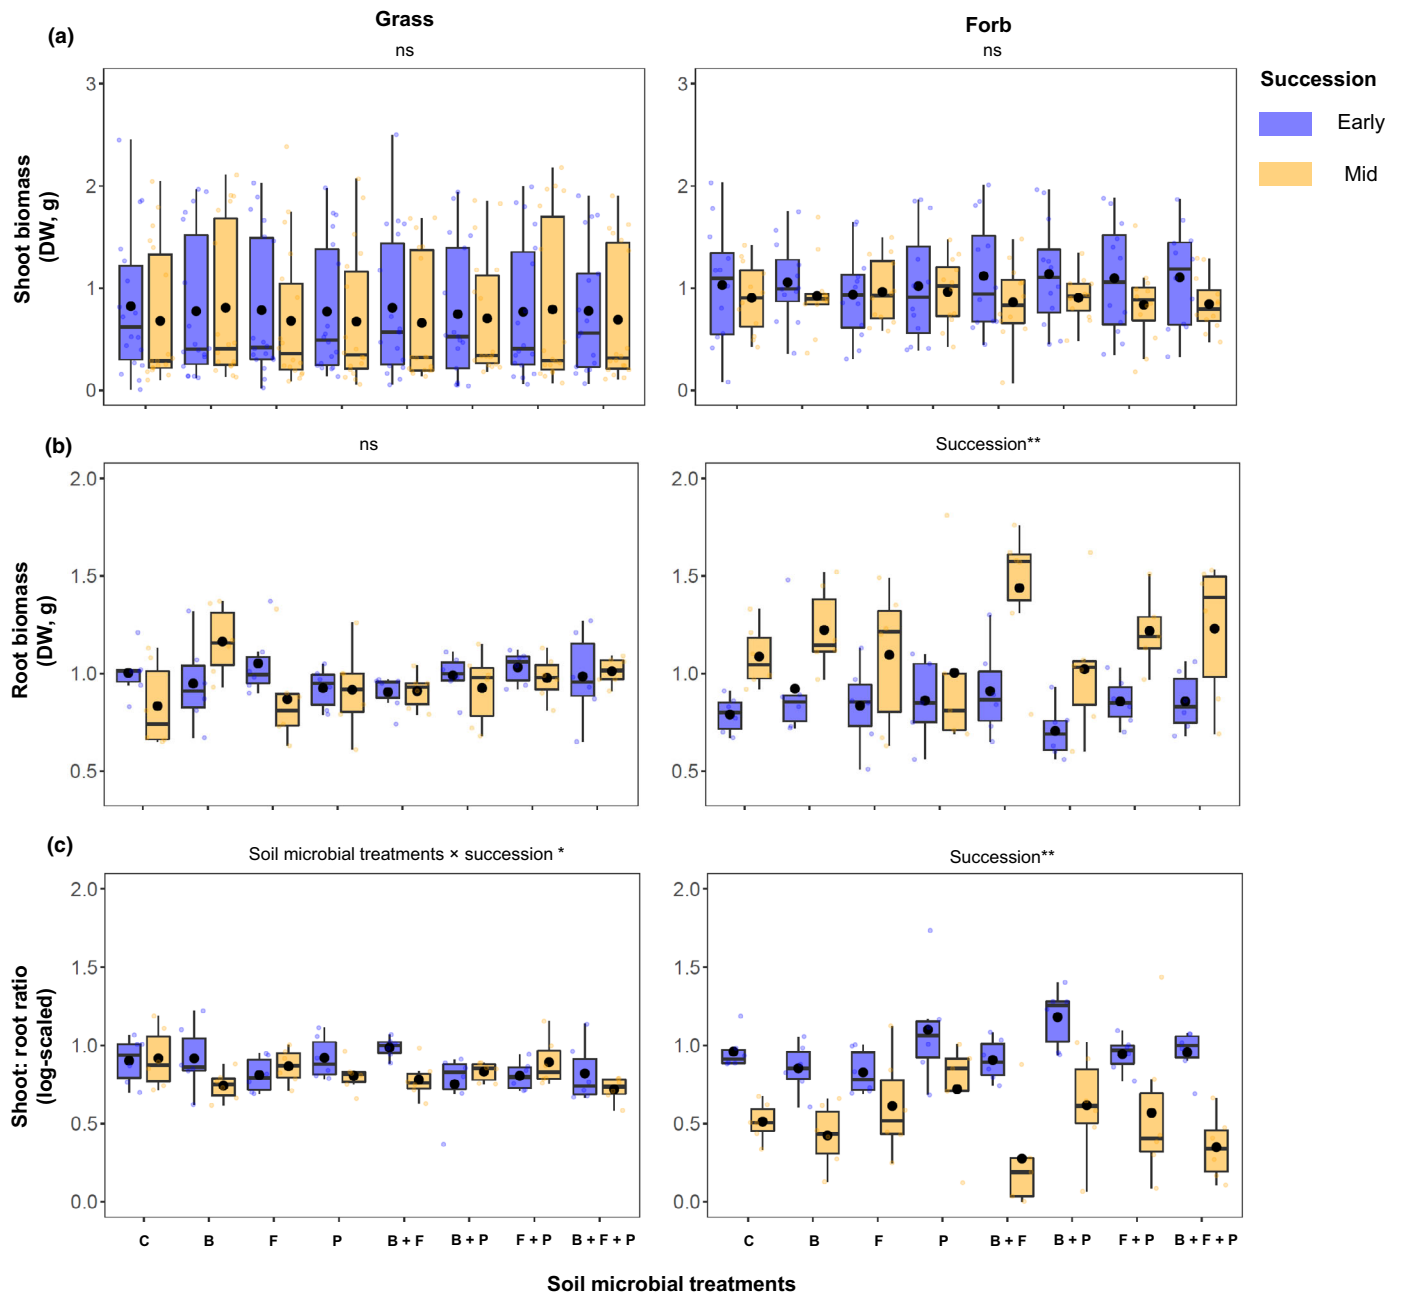 Grass
Forb
(a)
ns
ns
Succession
Early
Mid
Shoot biomass
(DW, g)
3
2
1
0
3
2
1
0
(b)
ns
Succession**
Root biomass
(DW, g)
2.0
1.5
1.0
0.5
2.0
1.5
1.0
0.5
(c)
Soil microbial treatments × succession *
Succession**
Shoot: root ratio
(log-scaled)
2.0
1.5
1.0
0.5
0.0
2.0
1.5
1.0
0.5
0.0
C B F P B + F B + P F + P B + F + P
C B F P B + F B + P F + P B + F + P
Soil microbial treatments